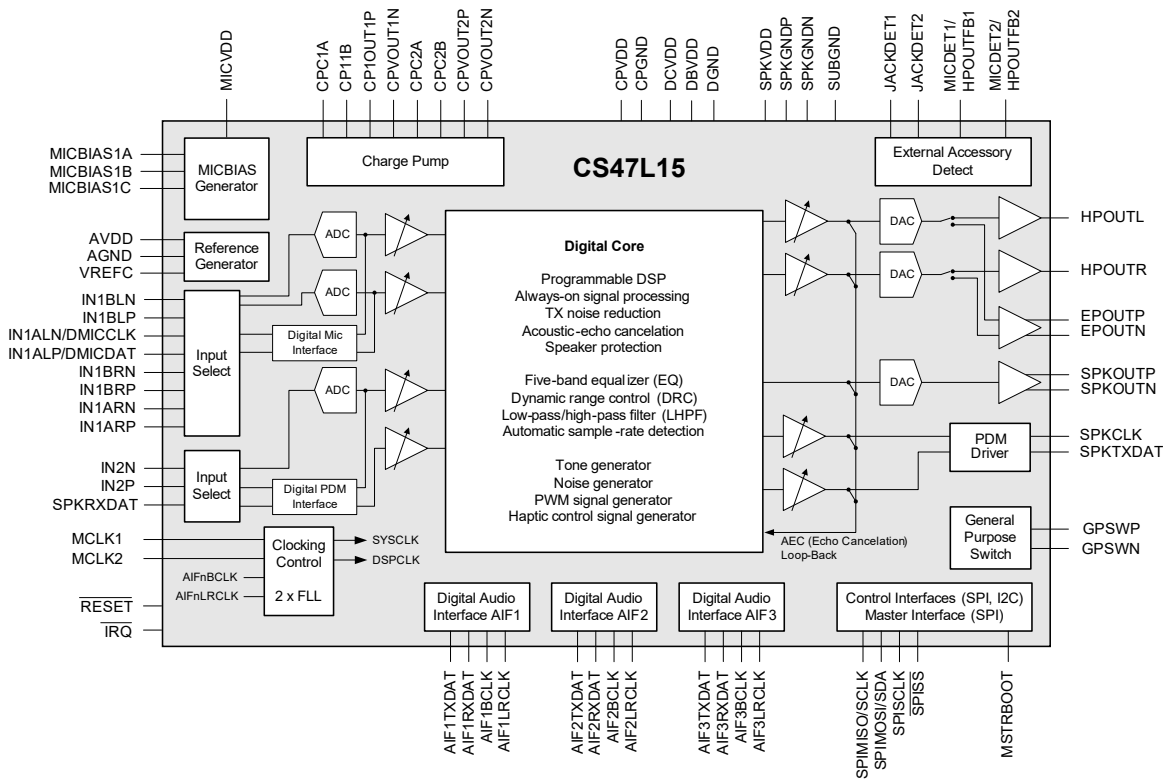 MICVDD
CPC1A
CP11B
CP1OUT1P
CPVOUT1N
CPC2A
CPC2B
CPVOUT2P
CPVOUT2N
CPVDD
CPGND
DCVDD
DBVDD
DGND
SPKVDD
SPKGNDP
SPKGNDN
SUBGND
JACKDET1
JACKDET2
MICDET1/
HPOUTFB1
MICDET2/
HPOUTFB2
MICBIAS1A
MICBIAS1B
MICBIAS1C
MICBIAS
Generator
Charge Pump
CS47L15
External Accessory
Detect
AVDD
AGND
VREFC
Reference
Generator
IN1BLN
IN1BLP
IN1ALN/DMICCLK
IN1ALP/DMICDAT
IN1BRN
IN1BRP
IN1ARN
IN1ARP
Input
Select
ADC
ADC
Digital Mic
Interface
ADC
IN2N
IN2P
SPKRXDAT
Input
Select
Digital PDM
Interface
MCLK1
MCLK2
AIFnBCLK
AIFnLRCLK
Clocking
Control
2 x FLL
SYSCLK
DSPCLK
RESET
IRQ
Digital Core
Programmable DSP
Always-on signal processing
TX noise reduction
Acoustic-echo cancelation
Speaker protection
Five-band equalizer (EQ)
Dynamic range control (DRC)
Low-pass/high-pass filter (LHPF)
Automatic sample-rate detection
Tone generator
Noise generator
PWM signal generator
Haptic control signal generator
DAC
DAC
DAC
HPOUTL
HPOUTR
EPOUTP
EPOUTN
SPKOUTP
SPKOUTN
PDM
Driver
SPKCLK
SPKTXDAT
AEC (Echo Cancelation)
Loop-Back
General
Purpose
Switch
GPSWP
GPSWN
Digital Audio
Interface AIF1
Digital Audio
Interface AIF2
Digital Audio
Interface AIF3
Control Interfaces (SPI, I2C)
Master Interface (SPI)
AIF1TXDAT
AIF1RXDAT
AIF1BCLK
AIF1LRCLK
AIF2TXDAT
AIF2RXDAT
AIF2BCLK
AIF2LRCLK
AIF3TXDAT
AIF3RXDAT
AIF3BCLK
AIF3LRCLK
SPIMISO/SCLK
SPIMOSI/SDA
SPISCLK
SPISS
MSTRBOOT